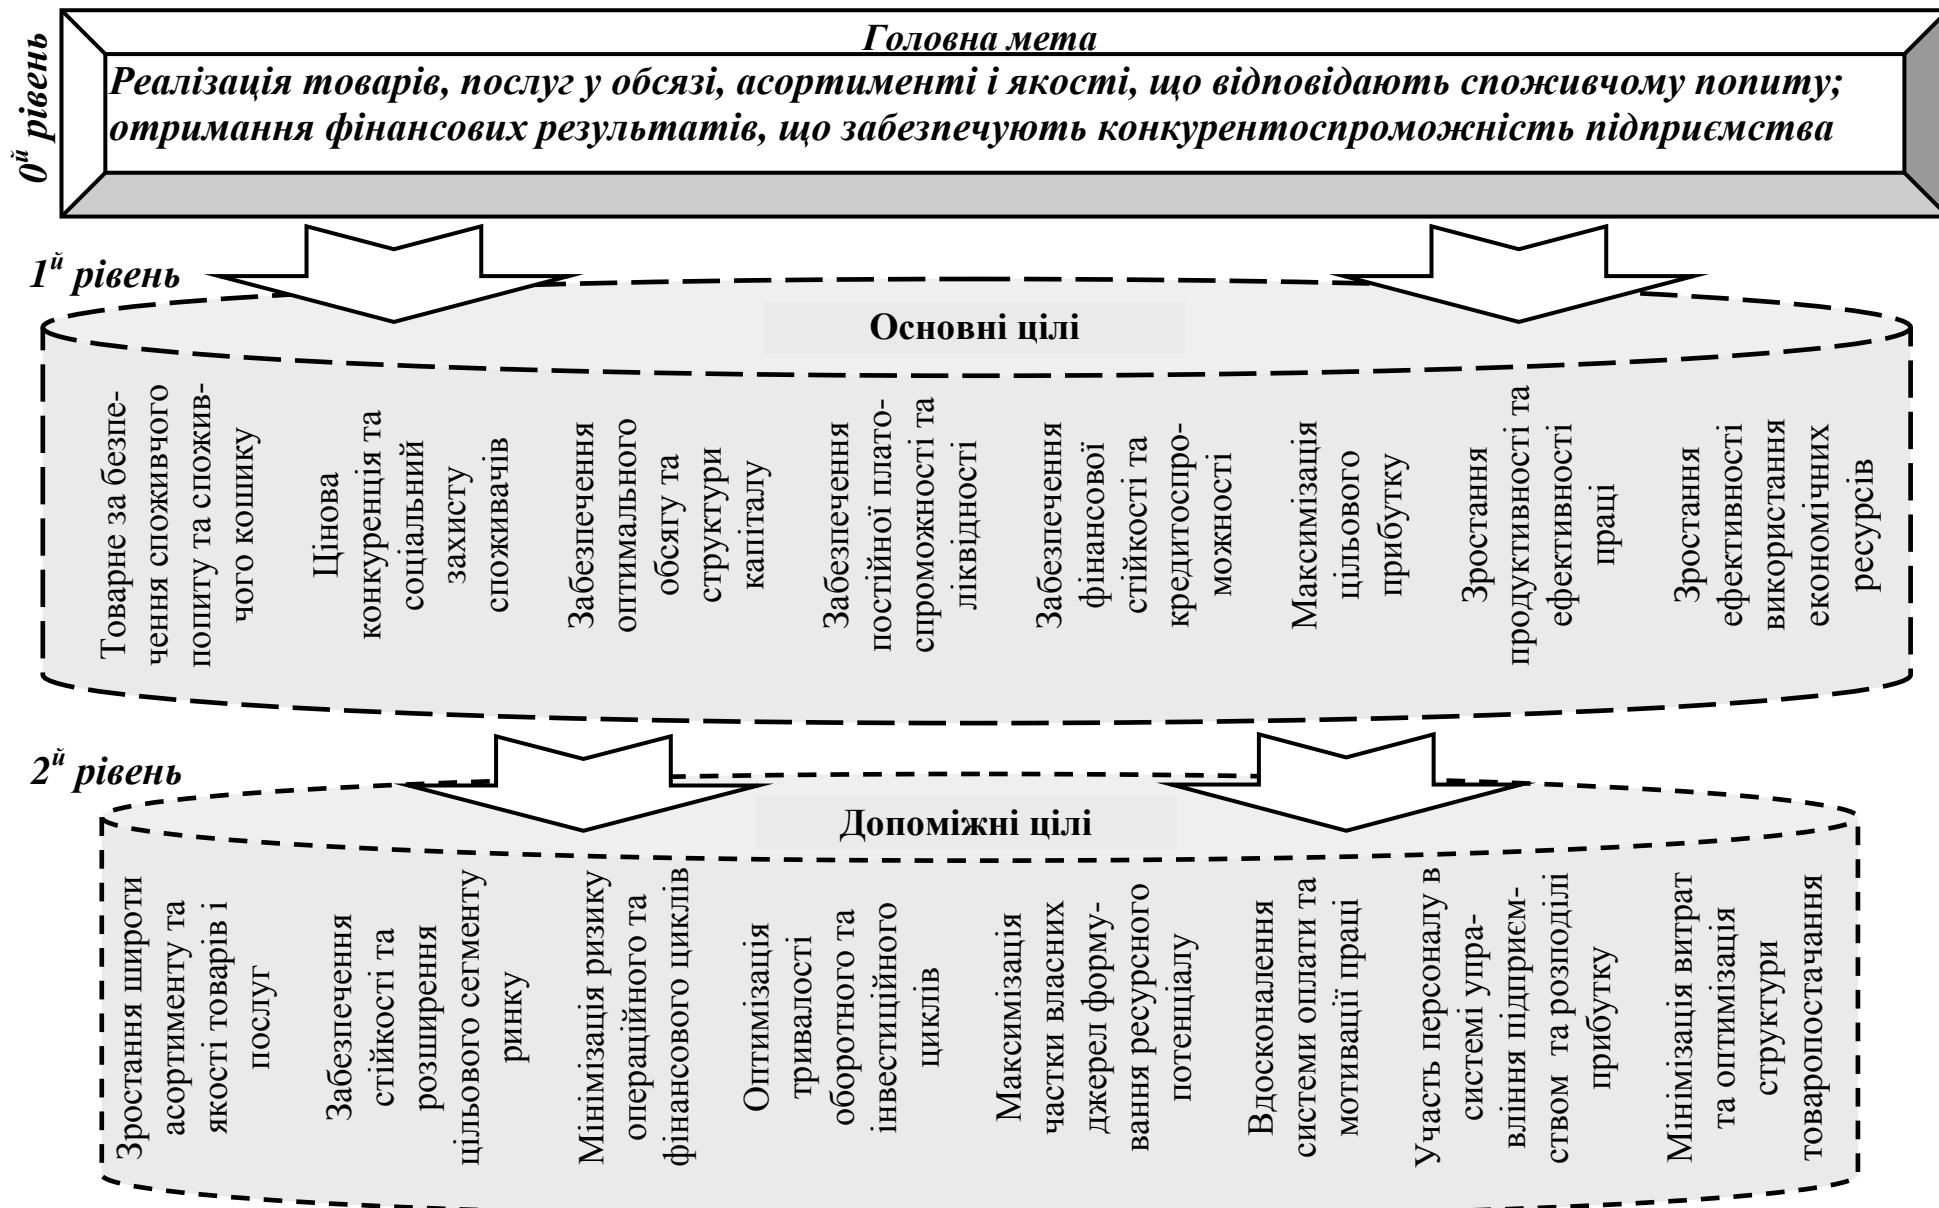 0й рівень
Головна мета
Реалізація товарів, послуг у обсязі, асортименті і якості, що відповідають споживчому попиту;
отримання фінансових результатів, що забезпечують конкурентоспроможність підприємства
1й рівень
Основні цілі
Товарне за безпе-
чення споживчого
попиту та спожив-
чого кошику
Цінова
конкуренція та
соціальний
захисту
споживачів
Забезпечення
оптимального
обсягу та
структури
капіталу
Забезпечення
постійної плато-
спроможності та
ліквідності
Забезпечення
фінансової
стійкості та
кредитоспро-
можності
Максимізація
цільового
прибутку
Зростання
продуктивності та
ефективності
праці
Зростання
ефективності
використання
економічних
ресурсів
2й рівень
Допоміжні цілі
Зростання широти
асортименту та
якості товарів і
послуг
Забезпечення
стійкості та
розширення
цільового сегменту
ринку
Мінімізація ризику
операційного та
фінансового циклів
Оптимізація
тривалості
оборотного та
інвестиційного
циклів
Максимізація
частки власних
джерел форму-
вання ресурсного
потенціалу
Вдосконалення
системи оплати та
мотивації праці
Участь персоналу в
системі упра-
вління підприєм-
ством та розподілі
прибутку
Мінімізація витрат
та оптимізація
структури
товаропостачання